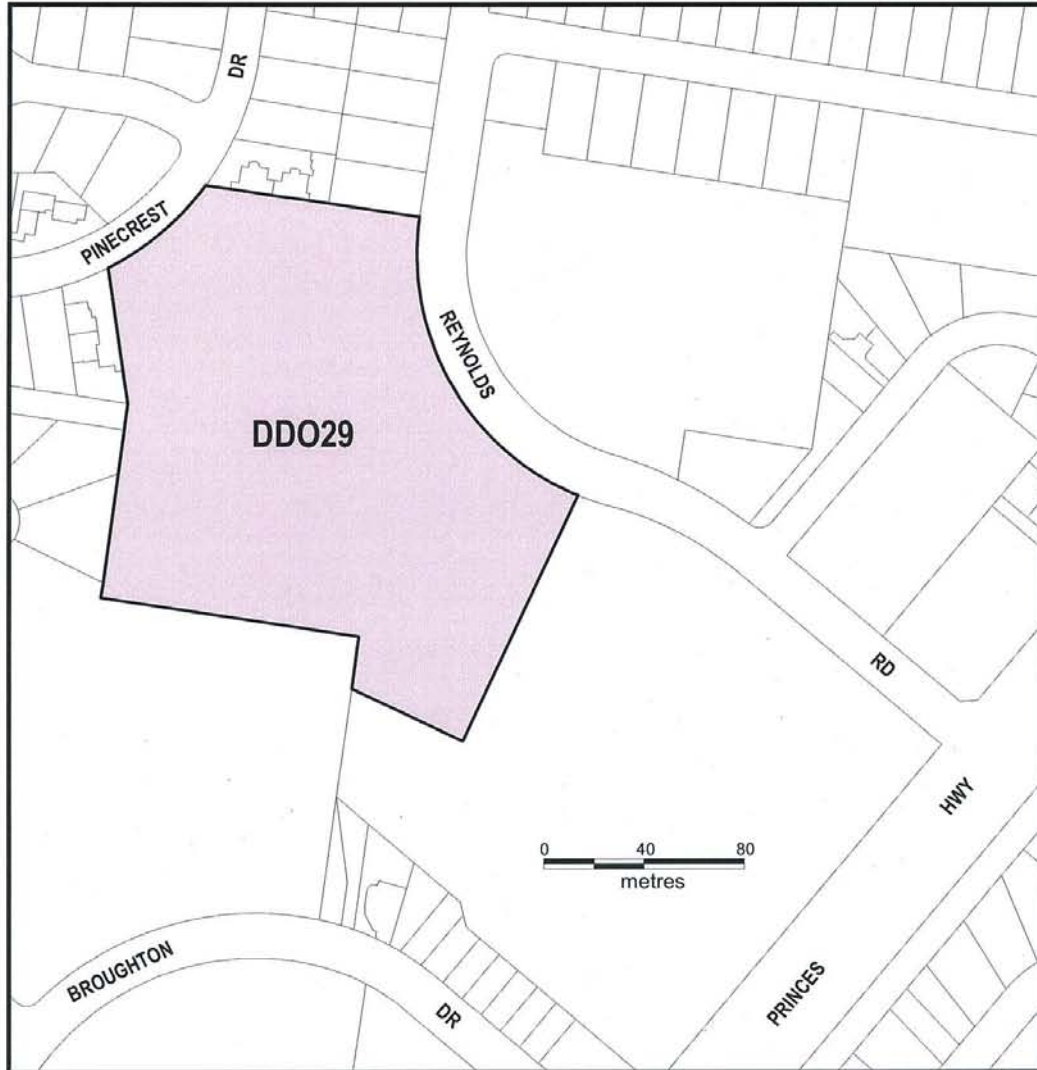 DR
PINECREST
REYNOLDS
DDO29
RD
HWY
0 40 80
metres
PRINCES
BROUGHTON
DR